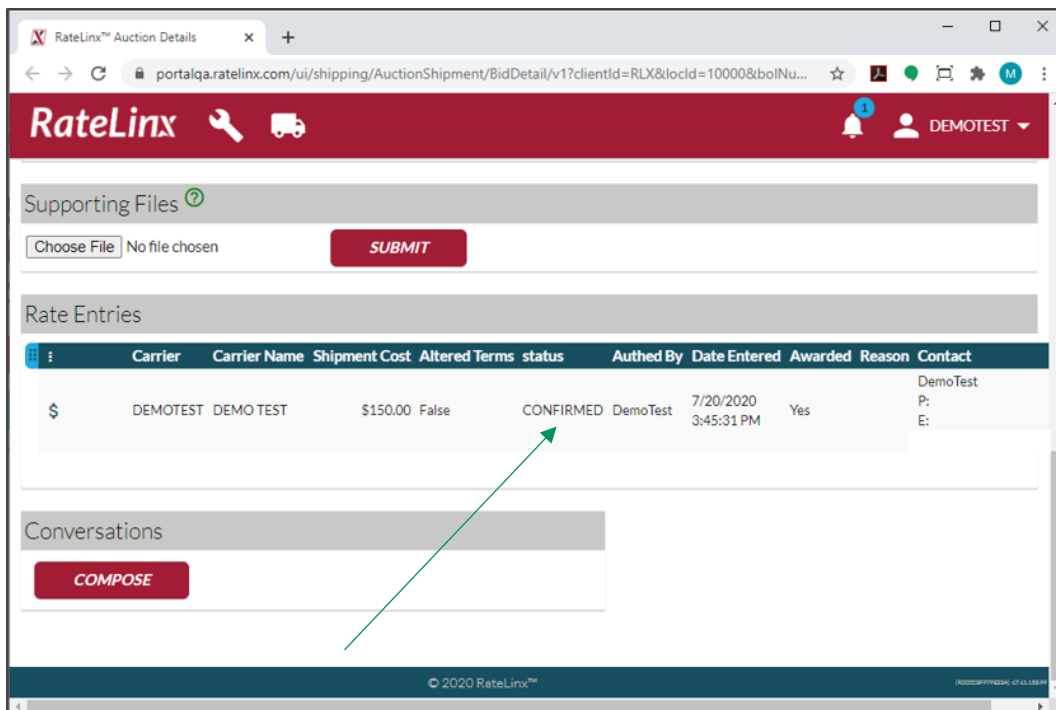 RateLinx™ Auction Details
portalqa.ratelinx.com/ui/shipping/AuctionShipment/BidDetail/v1?clientId=RLX&locId=10000&bolNu...
M
RateLinx
1
DEMOTEST
Supporting Files ?
Choose File No file chosen
SUBMIT
Rate Entries
Carrier Carrier Name Shipment Cost Altered Terms status Authed By Date Entered Awarded Reason Contact
$ DEMOTEST DEMO TEST $150.00 False CONFIRMED DemoTest 7/20/2020 3:45:31 PM Yes DemoTest
P:
E:
Conversations
COMPOSE
© 2020 RateLinx™